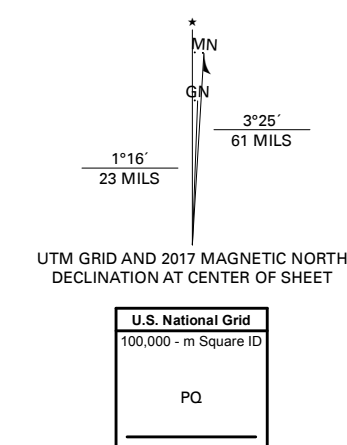 ★
MN
GN
3°25´
61 MILS
1°16´
23 MILS
UTM GRID AND 2017 MAGNETIC NORTH
DECLINATION AT CENTER OF SHEET
U.S. National Grid
100,000 - m Square ID
PQ